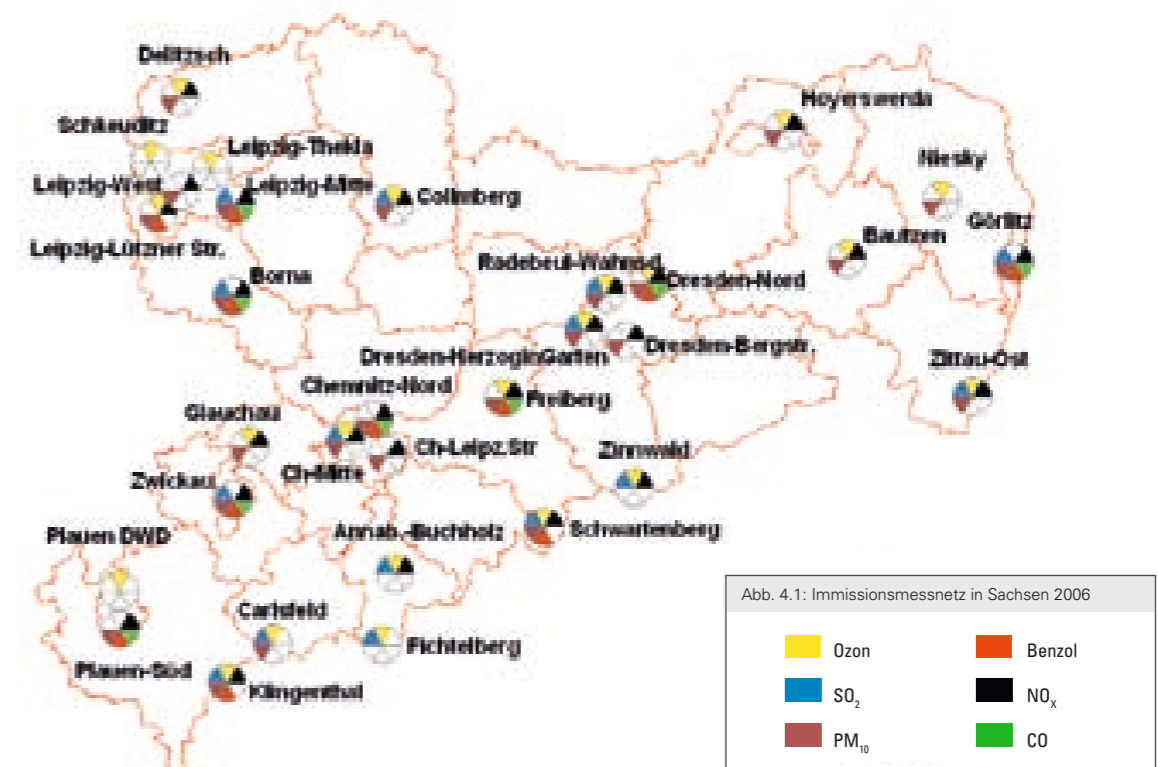 Delitzsch
Hoyerswerda
Schkeuditz
Leipzig-Thekla
Niesky
Leipzig-West
Leipzig-Mitte
Collmberg
Görlitz
Leipzig-Lützner Str.
Bautzen
Radebeul-Wahnsd.
Borna
Dresden-Nord
Dresden-HerzoginGarten
Dresden-Bergstr.
Chemnitz-Nord
Zittau-Ost
Glauchau
Freiberg
Ch-Leipz.Str
Ch-Mitte
Zinnwald
Zwickau
Plauen DWD
Annab.-Buchholz
Schwartenberg
Carlsfeld
Fichtelberg
Plauen-Süd
Klingenthal
Abb. 4.1: Immissionsmessnetz in Sachsen 2006
Ozon
Benzol
SO₂
NOₓ
PM₁₀
CO